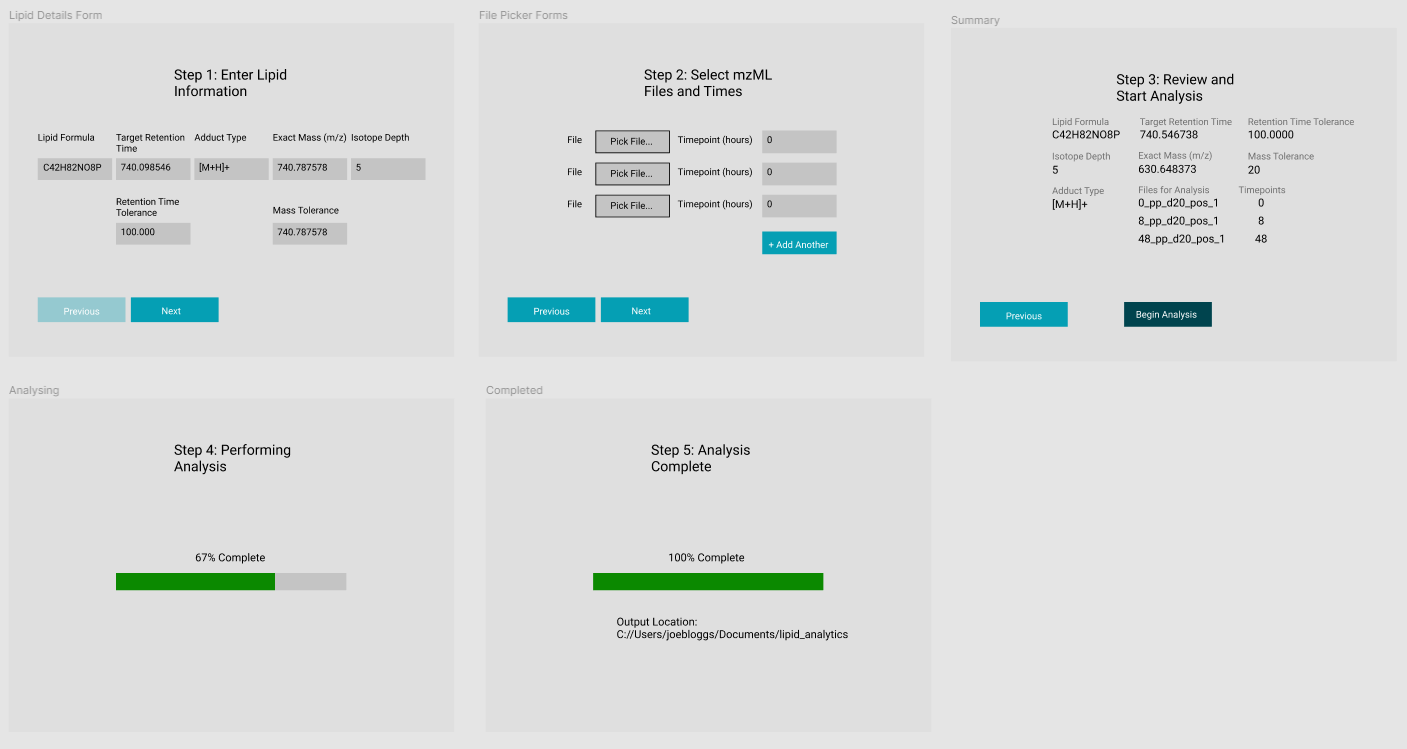 Lipid Details Form
Step 1: Enter Lipid
Information
Lipid Formula
Target Retention
Time
Adduct Type
Exact Mass (m/z)
Isotope Depth
C42H82NO8P
740.098546
[M+H]+
740.787578
5
Retention Time
Tolerance
Mass Tolerance
100.000
740.787578
Previous
Next
File Picker Forms
Step 2: Select mzML
Files and Times
File
Pick File...
Timepoint (hours)
0
File
Pick File...
Timepoint (hours)
0
File
Pick File...
Timepoint (hours)
0
+ Add Another
Previous
Next
Summary
Step 3: Review and
Start Analysis
Lipid Formula
Target Retention Time
Retention Time Tolerance
C42H82NO8P
740.546738
100.0000
Isotope Depth
Exact Mass (m/z)
Mass Tolerance
5
630.648373
20
Adduct Type
Files for Analysis
Timepoints
[M+H]+
0_pp_d20_pos_1
0
8_pp_d20_pos_1
8
48_pp_d20_pos_1
48
Previous
Begin Analysis
Analysing
Step 4: Performing
Analysis
67% Complete
Completed
Step 5: Analysis
Complete
100% Complete
Output Location:
C://Users/joebloggs/Documents/lipid_analytics